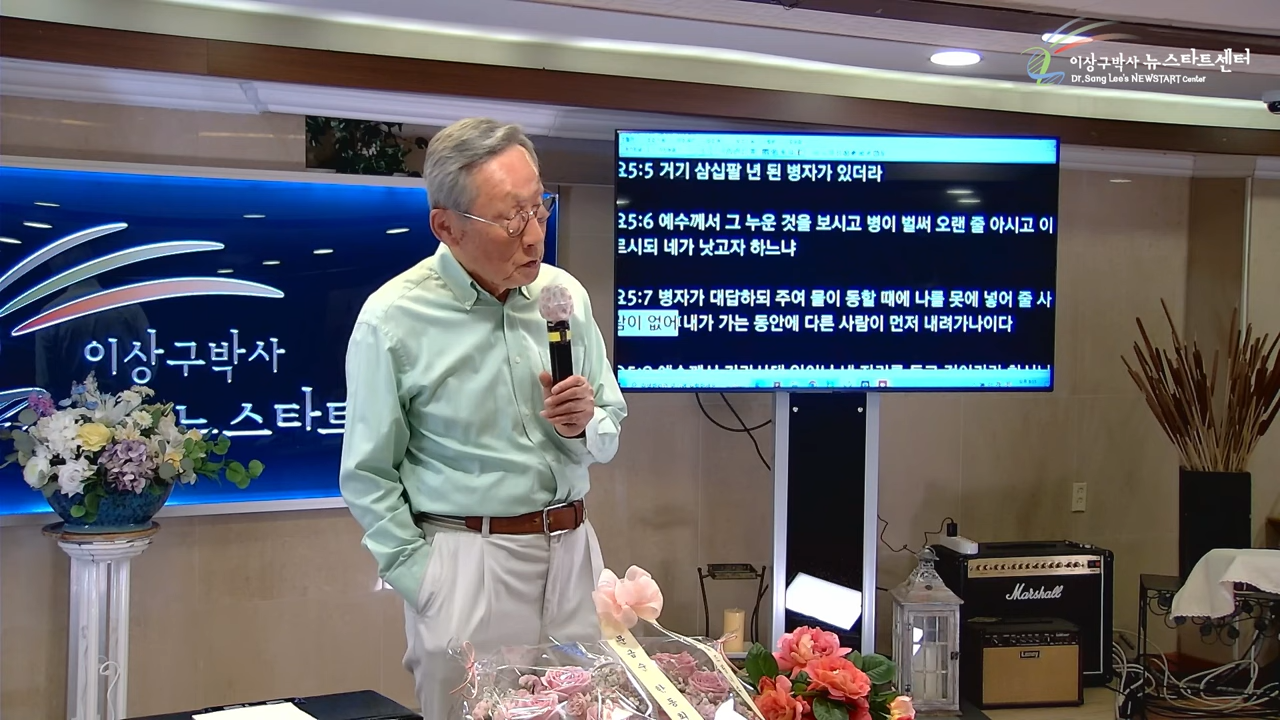 이상구박사 뉴스타트센터
Dr. Sang Lee's NEWSTART Center
25:5 거기 삼십팔 년 된 병자가 있더라
25:6 예수께서 그 누운 것을 보시고 병이 벌써 오랜 줄 아시고 이
르시되 네가 낫고자 하느냐
25:7 병자가 대답하되 주여 물이 동할 때에 나를 못에 넣어 줄 사
람이 없어 내가 가는 동안에 다른 사람이 먼저 내려가나이다
이상구박사
뉴스타트
Marshall
Laney